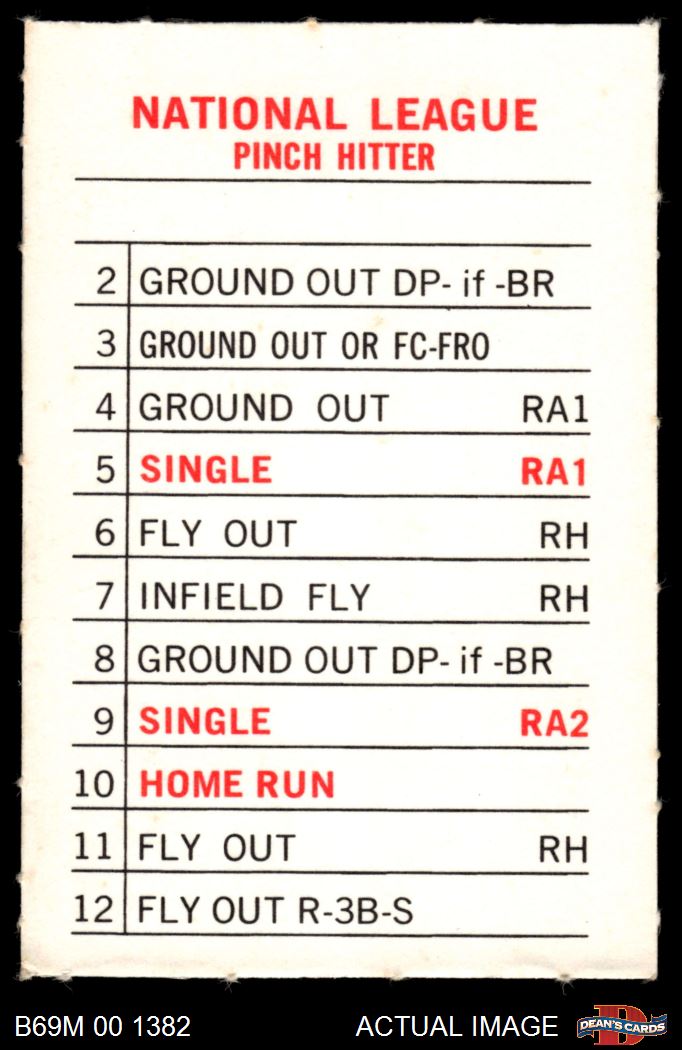 NATIONAL LEAGUE
PINCH HITTER
2 GROUND OUT DP- if -BR
3 GROUND OUT OR FC-FRO
4 GROUND OUT RA1
5 SINGLE RA1
6 FLY OUT RH
7 INFIELD FLY RH
8 GROUND OUT DP- if -BR
9 SINGLE RA2
10 HOME RUN
11 FLY OUT RH
12 FLY OUT R-3B-S
B69M 00 1382 ACTUAL IMAGE D DEAN'S CARDS